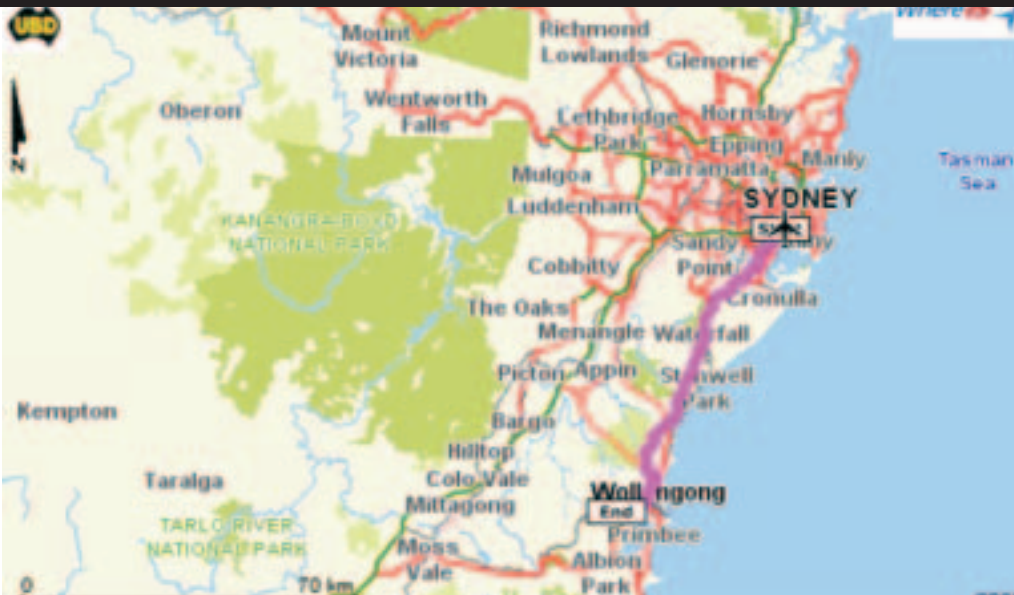 UBD
Whereis
Mount
Victoria
Richmond
Lowlands
Glenorie
Oberon
Wentworth
Falls
Lethbridge
Park
Hornsby
Epping
Manly
Mulgoa
Parramatta
Tasman
Sea
N
Luddenham
SYDNEY
KANANGRA-BOYD
NATIONAL PARK
Sandy
Point
Cobbitty
The Oaks
Cronulla
Menangle
Waterfall
Picton
Appin
Stanwell
Park
Kempton
Bargo
Hilltop
Colo Vale
Taralga
Mittagong
Wollongong
End
Primbee
TARLO RIVER
NATIONAL PARK
Moss
Vale
Albion
Park
0
70 km